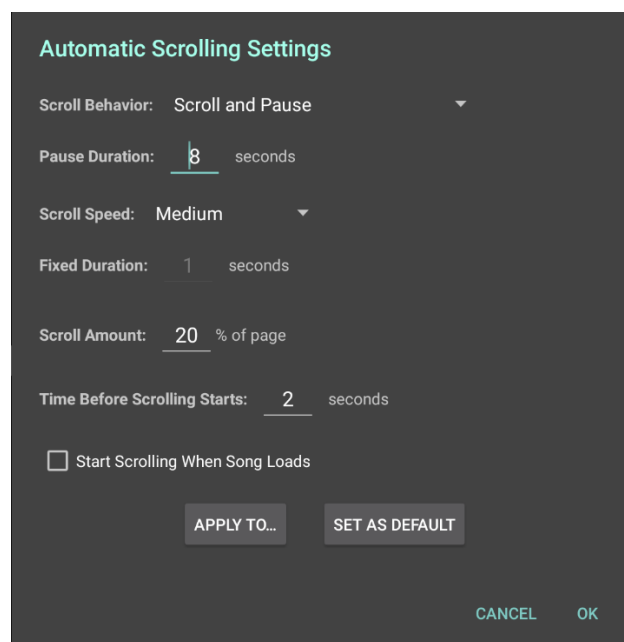 Automatic Scrolling Settings
Scroll Behavior: Scroll and Pause
Pause Duration: 8 seconds
Scroll Speed: Medium
Fixed Duration: 1 seconds
Scroll Amount: 20 % of page
Time Before Scrolling Starts: 2 seconds
Start Scrolling When Song Loads
APPLY TO... SET AS DEFAULT
CANCEL OK